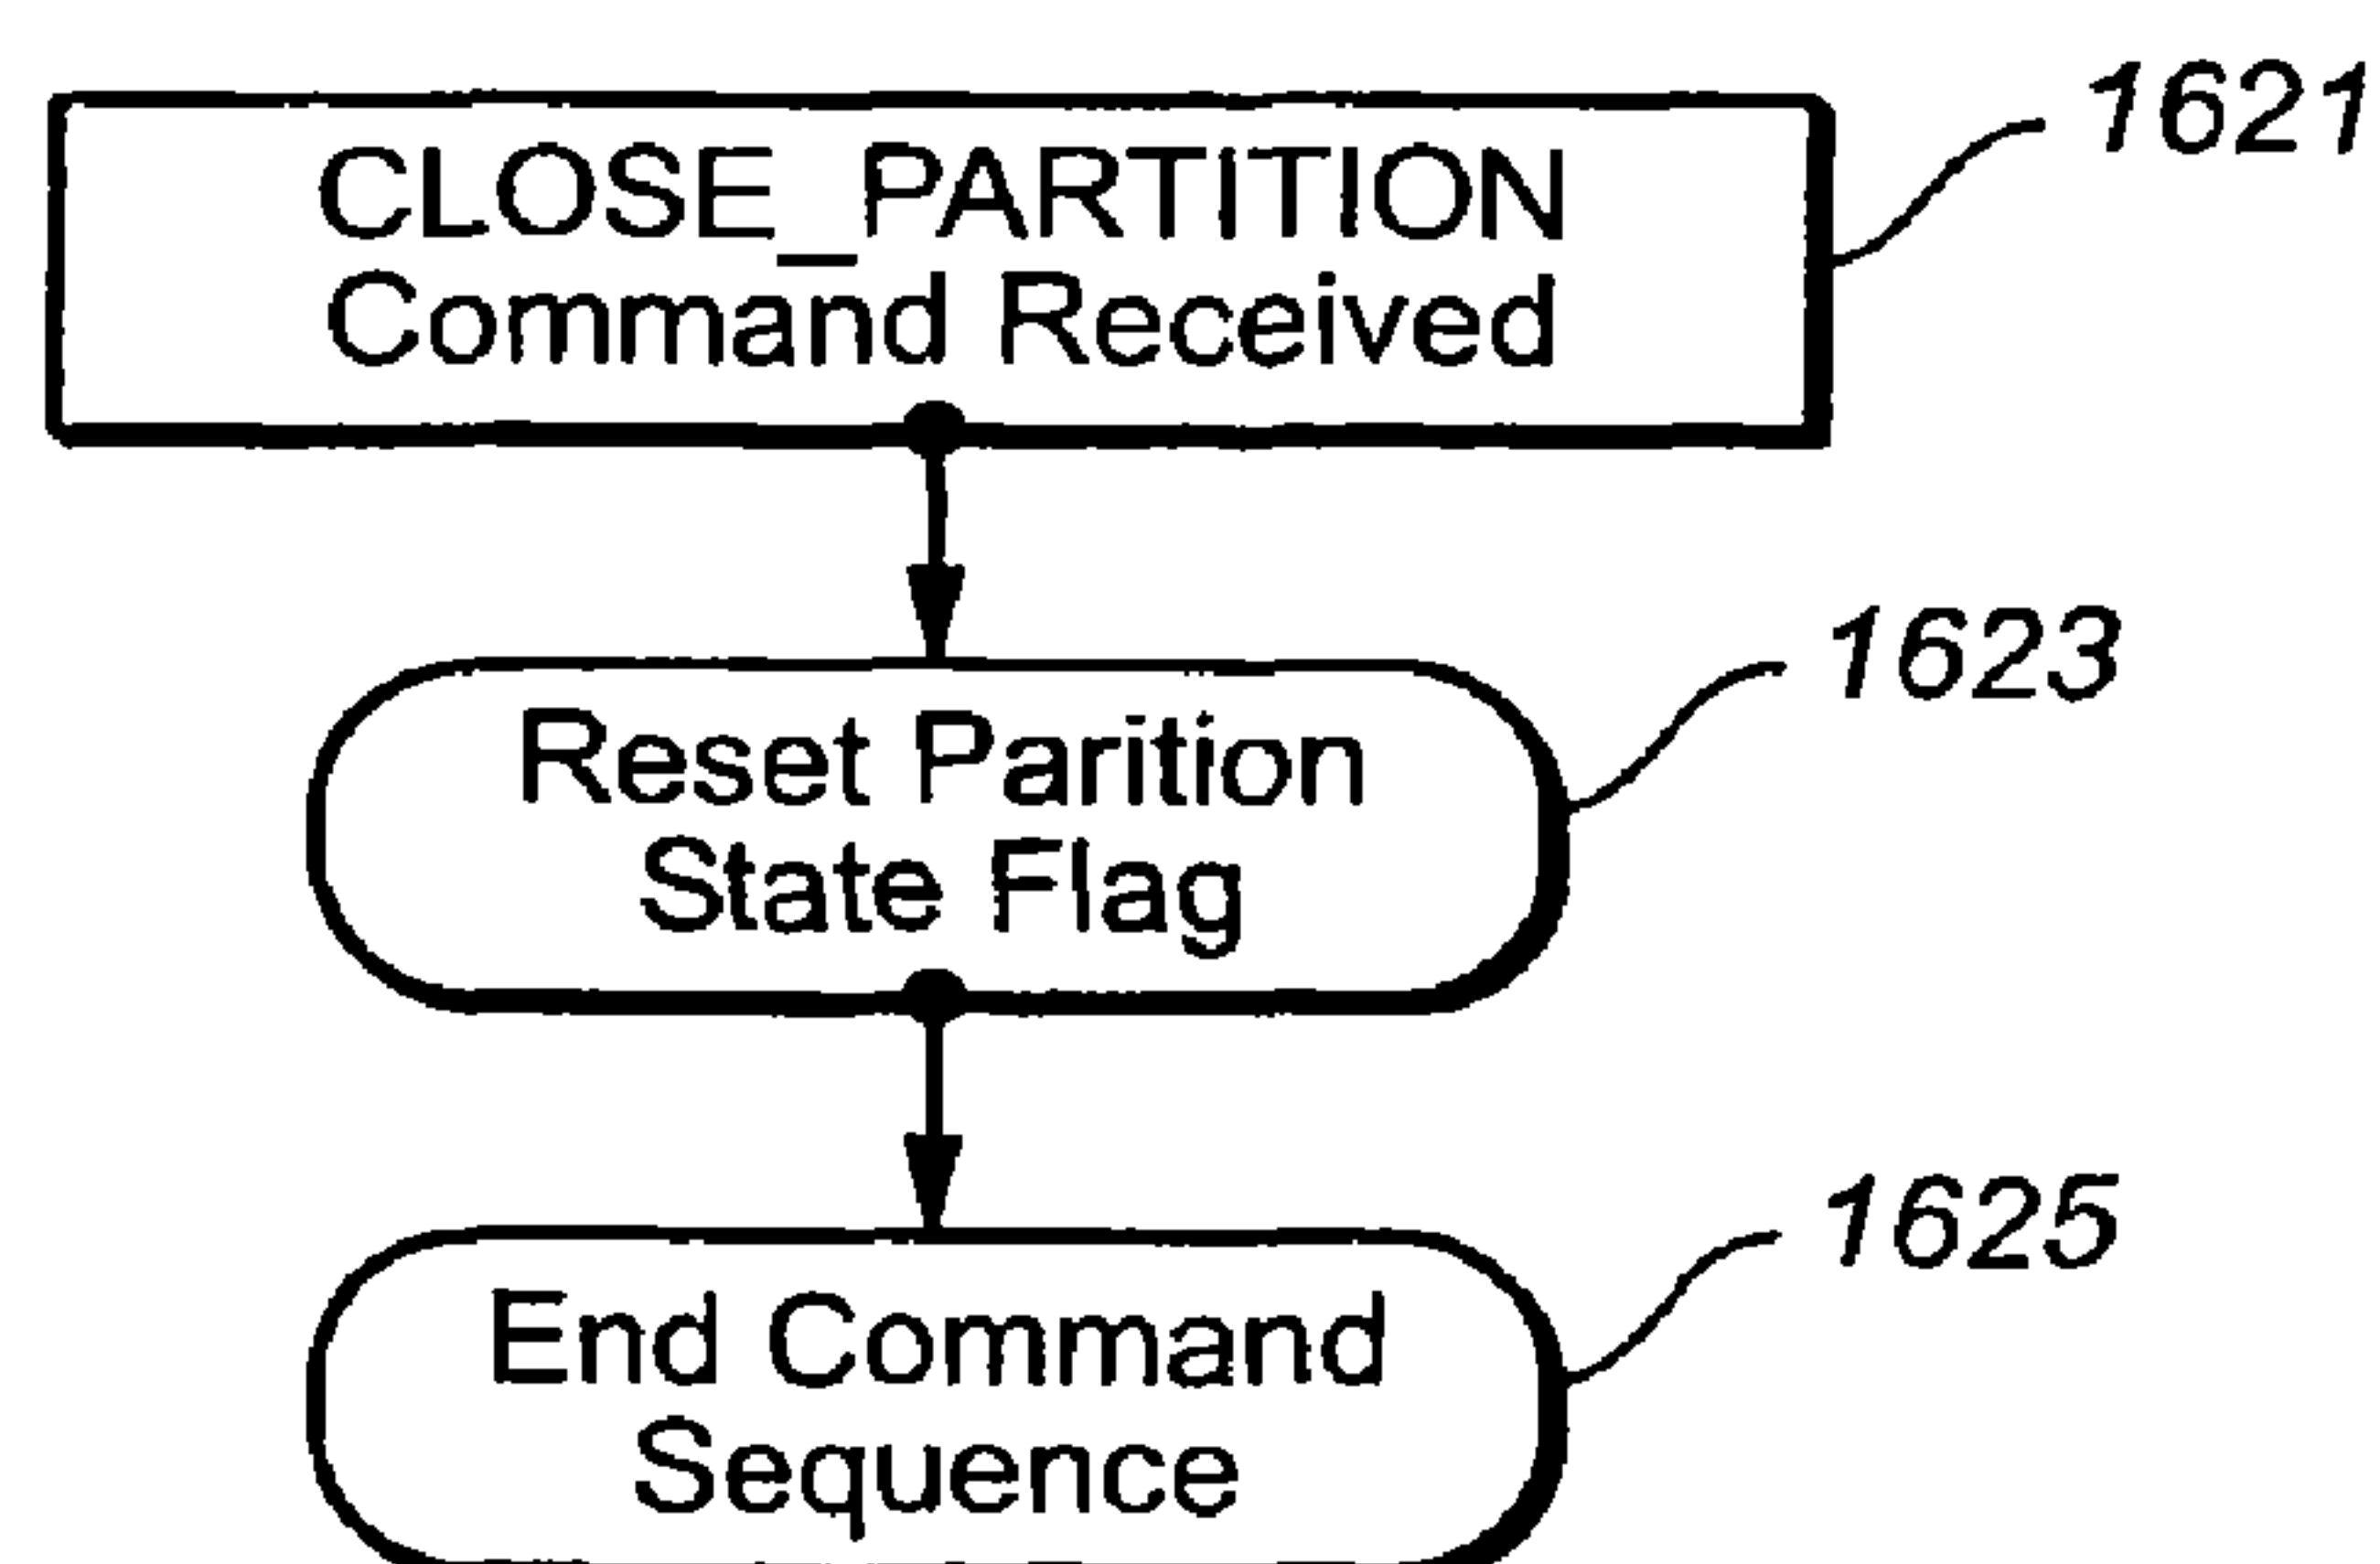 CLOSE_PARTITION
Command Received
1621
Reset Parition
State Flag
1623
End Command
Sequence
1625